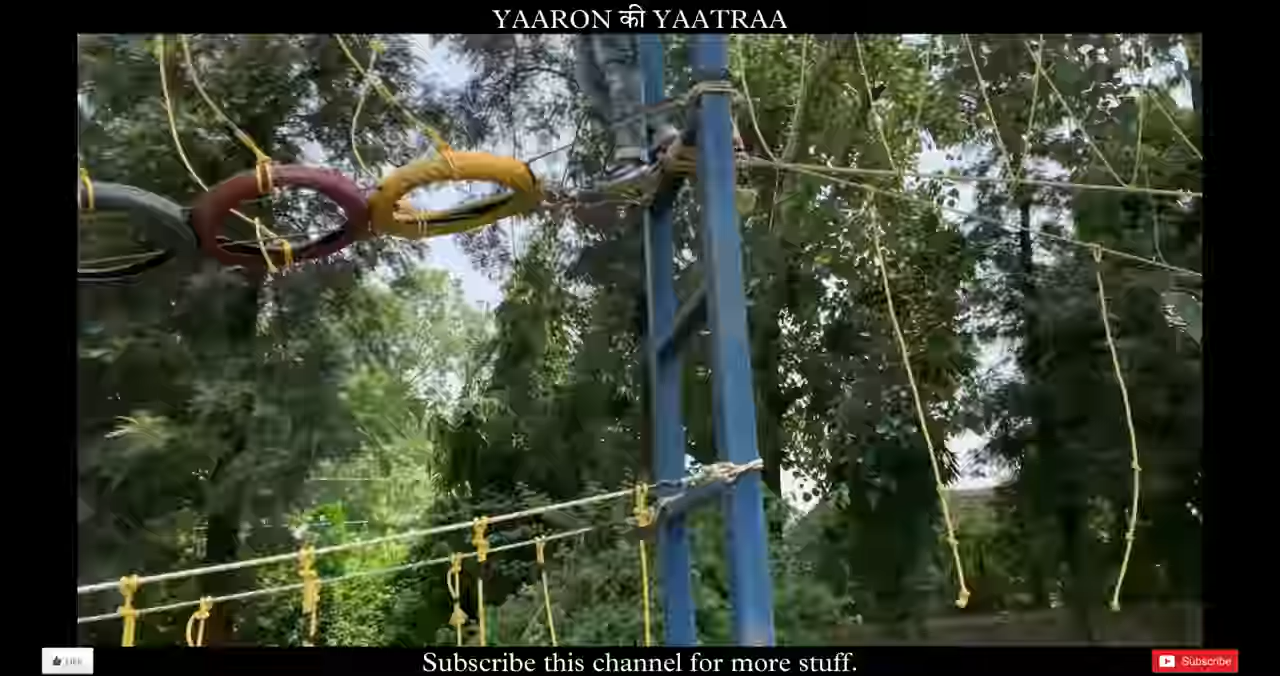 YAARON की YAATRAA
LIKE
Subscribe this channel for more stuff.
Subscribe